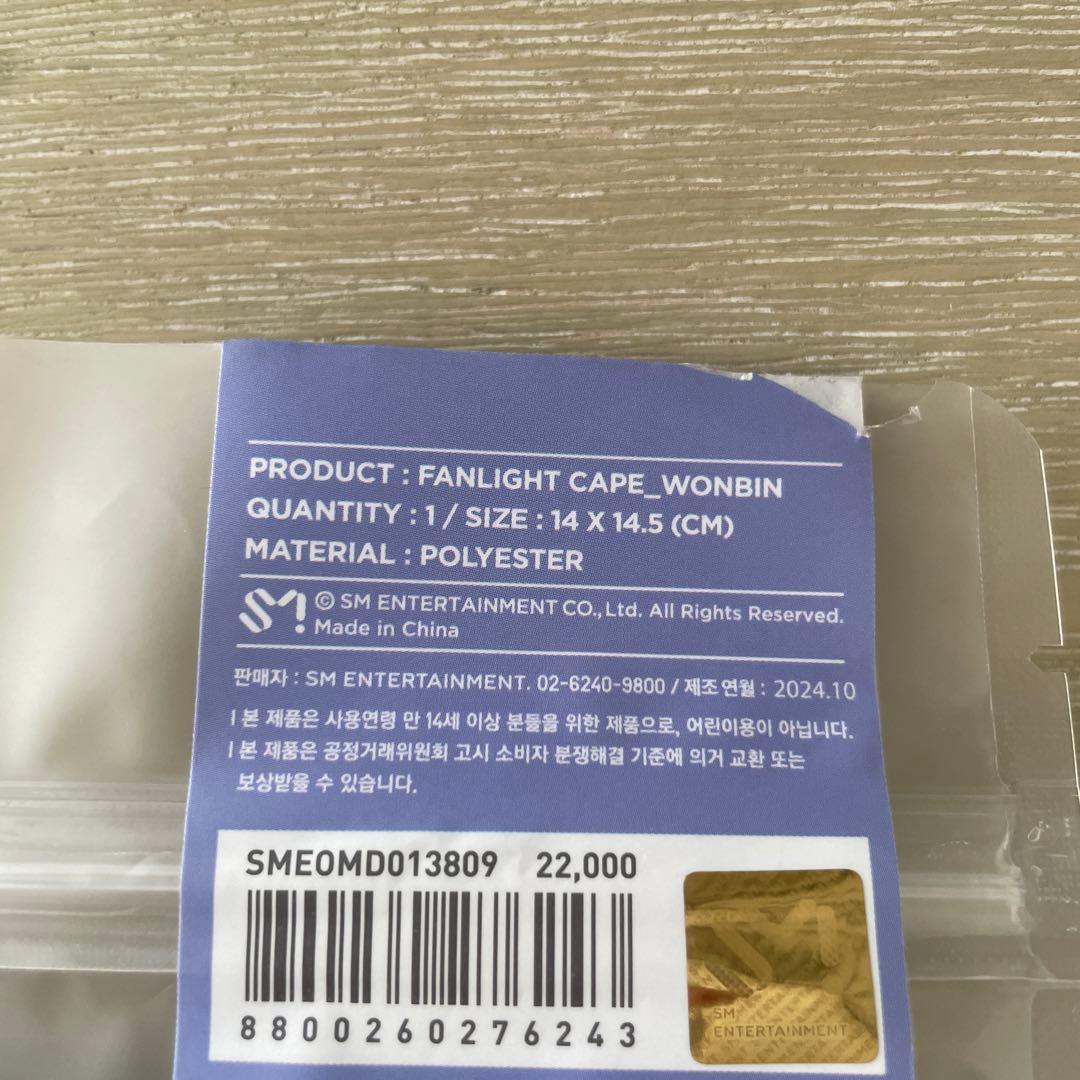 PRODUCT : FANLIGHT CAPE_WONBIN
QUANTITY : 1 / SIZE : 14 X 14.5 (CM)
MATERIAL : POLYESTER
SM! © SM ENTERTAINMENT CO., Ltd. All Rights Reserved.
Made in China
판매자 : SM ENTERTAINMENT. 02-6240-9800 / 제조 연월 : 2024.10
l 본 제품은 사용연령 만 14세 이상 분들을 위한 제품으로, 어린이용이 아닙니다.
l 본 제품은 공정거래위원회 고시 소비자 분쟁해결 기준에 의거 교환 또는
보상받을 수 있습니다.
SMEOMD013809 22,000
8800260276243
SM
ENTERTAINMENT